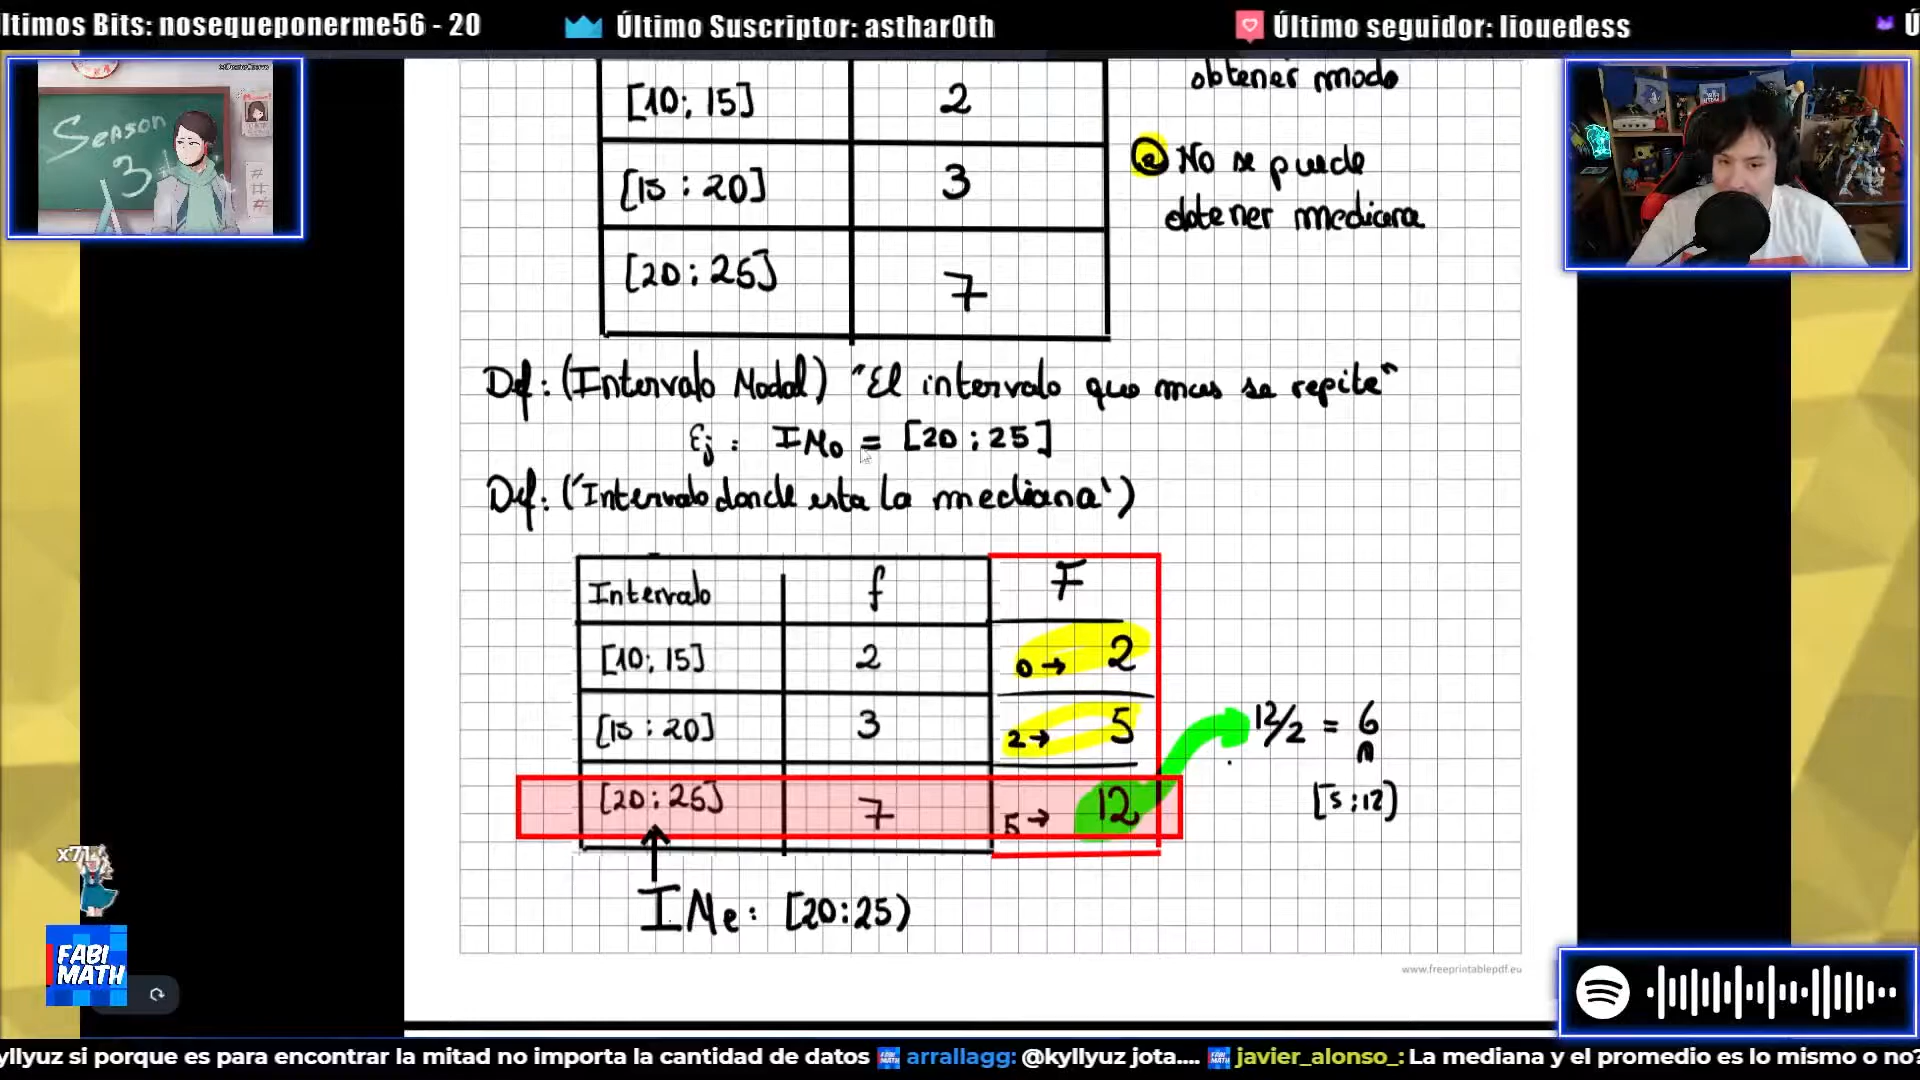 ltimos Bits: nosequeponerme56 - 20
Último Suscriptor: asthar0th
Último seguidor: liouedess
Ú
Season
3
obtener modo
[10; 15] 2
② No se puede
obtener mediana
[15 : 20] 3
[20 ; 25] 7
Def: (Intervalo Modal) "El intervalo que mas se repite"
Ej : IMo = [20 ; 25]
Def: ('Intervalo donde esta la mediana')
Intervalo f F
[10; 15] 2 0 → 2
[15 : 20] 3 2 → 5
12/2 = 6
[20 ; 25] 7 5 → 12
[5 ; 12]
IMe: [20:25)
www.freeprintablepdf.eu
x71
FABI
MATH
yllyuz si porque es para encontrar la mitad no importa la cantidad de datos arrallagg: @kyllyuz jota.... javier_alonso_: La mediana y el promedio es lo mismo o no?